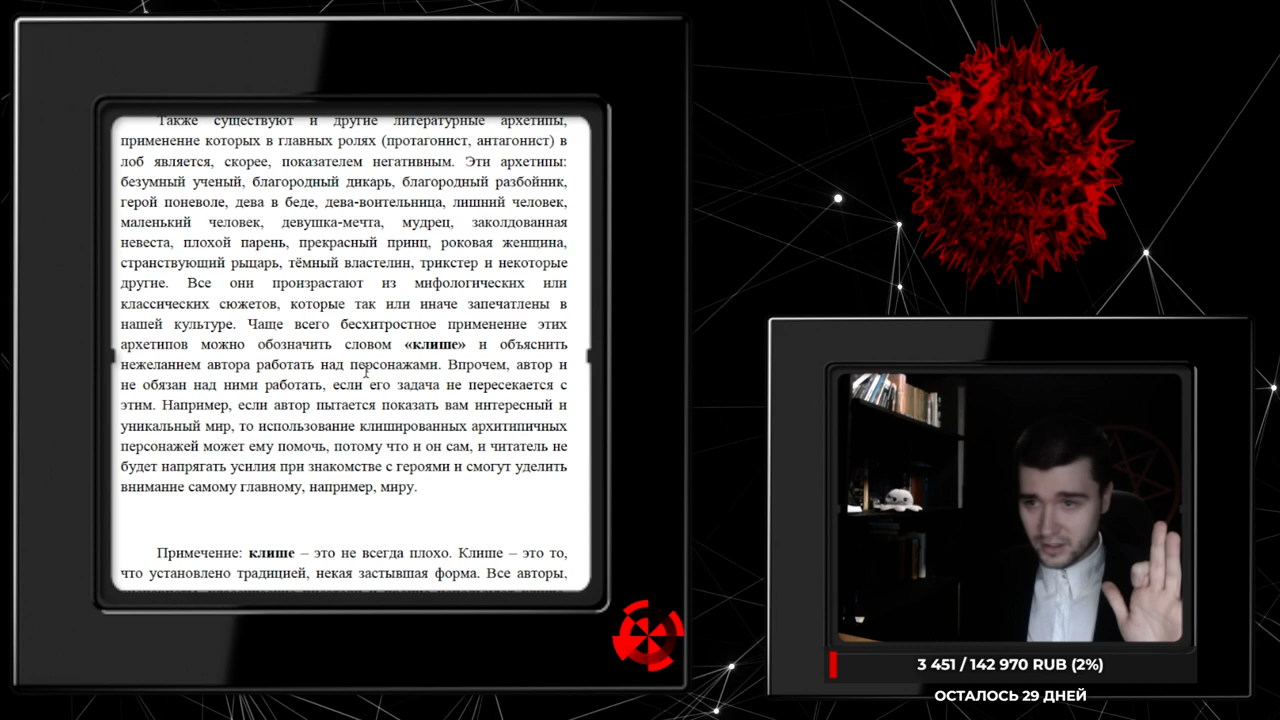 Также существуют и другие литературные архетипы,
применение которых в главных ролях (протагонист, антагонист) в
лоб является, скорее, показателем негативным. Эти архетипы:
безумный ученый, благородный дикарь, благородный разбойник,
герой поневоле, дева в беде, дева-воительница, лишний человек,
маленький человек, девушка-мечта, мудрец, заколдованная
невеста, плохой парень, прекрасный принц, роковая женщина,
странствующий рыцарь, тёмный властелин, трикстер и некоторые
другие. Все они произрастают из мифологических или
классических сюжетов, которые так или иначе запечатлены в
нашей культуре. Чаще всего бесхитростное применение этих
архетипов можно обозначить словом «клише» и объяснить
нежеланием автора работать над персонажами. Впрочем, автор и
не обязан над ними работать, если его задача не пересекается с
этим. Например, если автор пытается показать вам интересный и
уникальный мир, то использование клишированных архитипичных
персонажей может ему помочь, потому что и он сам, и читатель не
будет напрягать усилия при знакомстве с героями и смогут уделить
внимание самому главному, например, миру.
Примечение: клише – это не всегда плохо. Клише – это то,
что установлено традицией, некая застывшая форма. Все авторы,
3 451 / 142 970 RUB (2%)
ОСТАЛОСЬ 29 ДНЕЙ